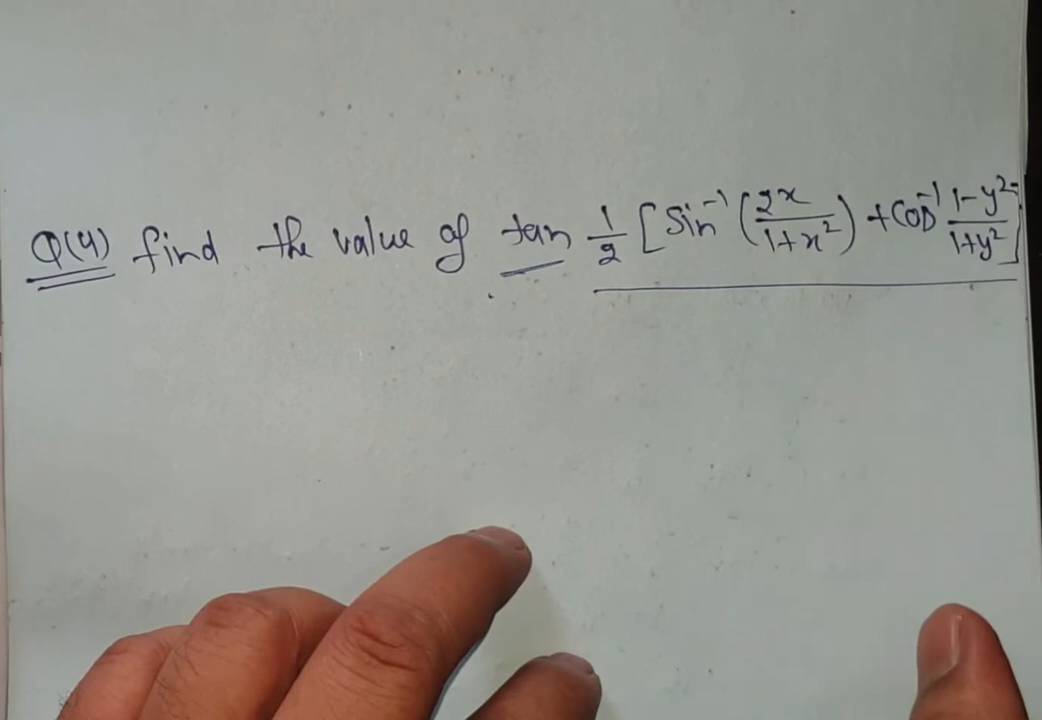 Q(4) find the value of tan 1/2 [Sin⁻¹ (2x/1+x²) + Cos⁻¹ 1-y²/1+y²]